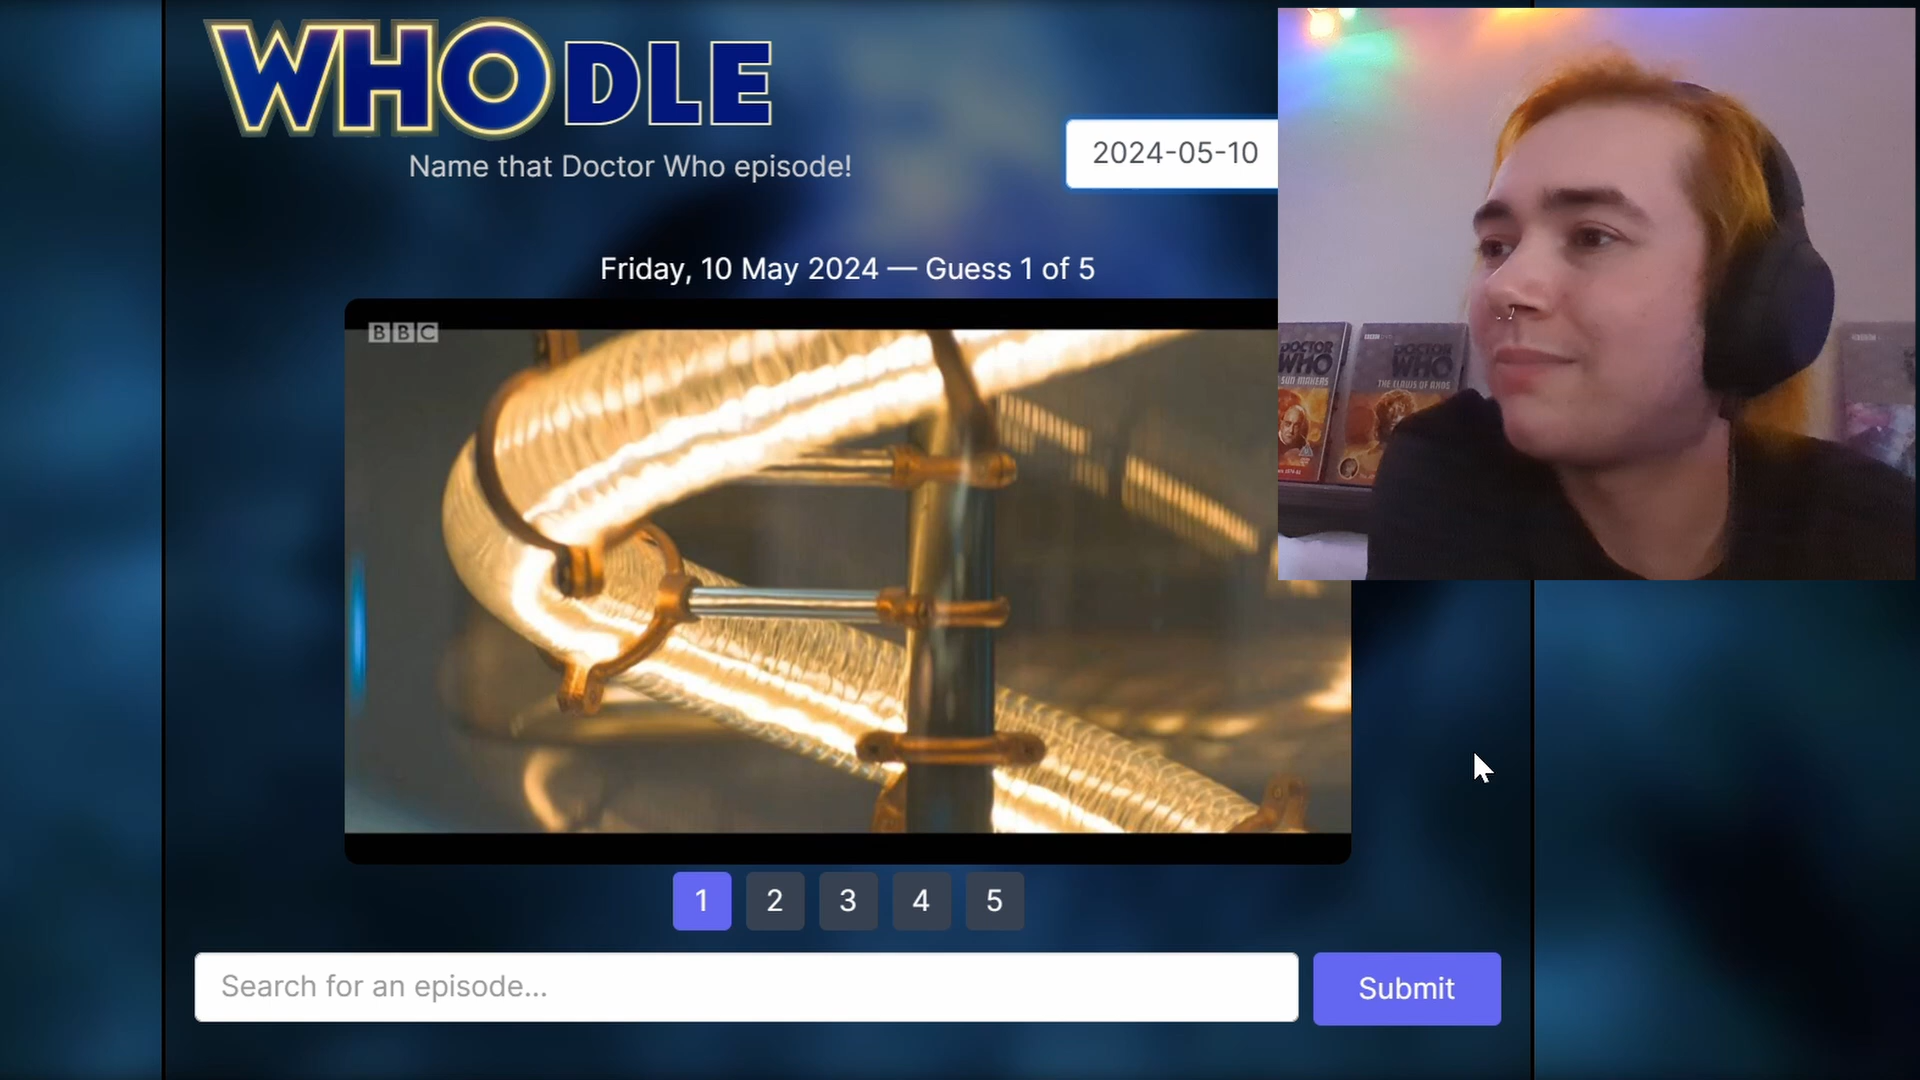 WHODLE
Name that Doctor Who episode!
2024-05-10
Friday, 10 May 2024 — Guess 1 of 5
BBC
DOCTOR
WHO
SUN MAKERS
DOCTOR
WHO
THE CLAWS OF AXOS
1 2 3 4 5
Search for an episode...
Submit